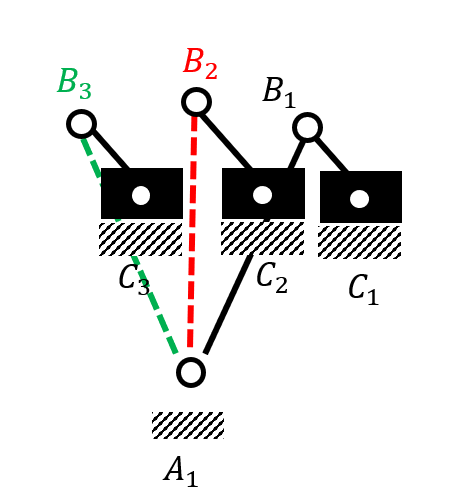 B₂
B₃
B₁
C₃
C₂
C₁
A₁